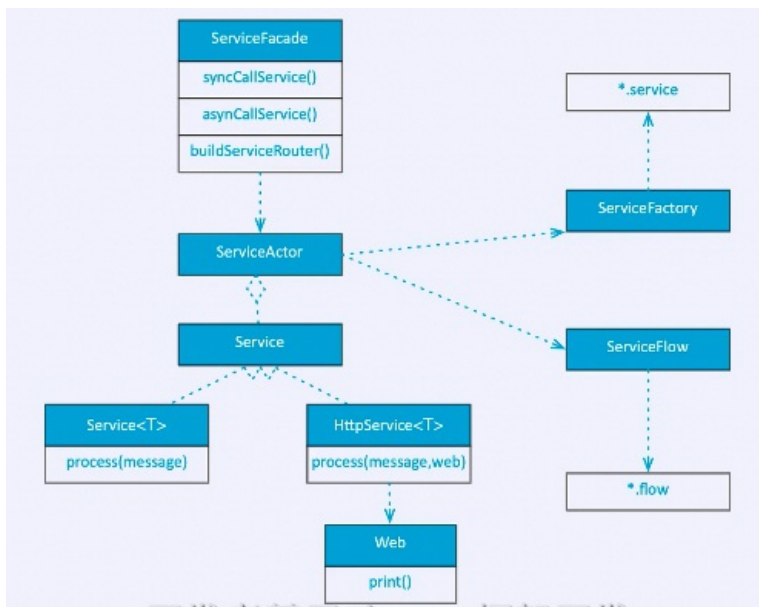 ServiceFacade
syncCallService()
asynCallService()
buildServiceRouter()
*.service
ServiceFactory
ServiceActor
Service
ServiceFlow
Service<T>
process(message)
HttpService<T>
process(message,web)
*.flow
Web
print()